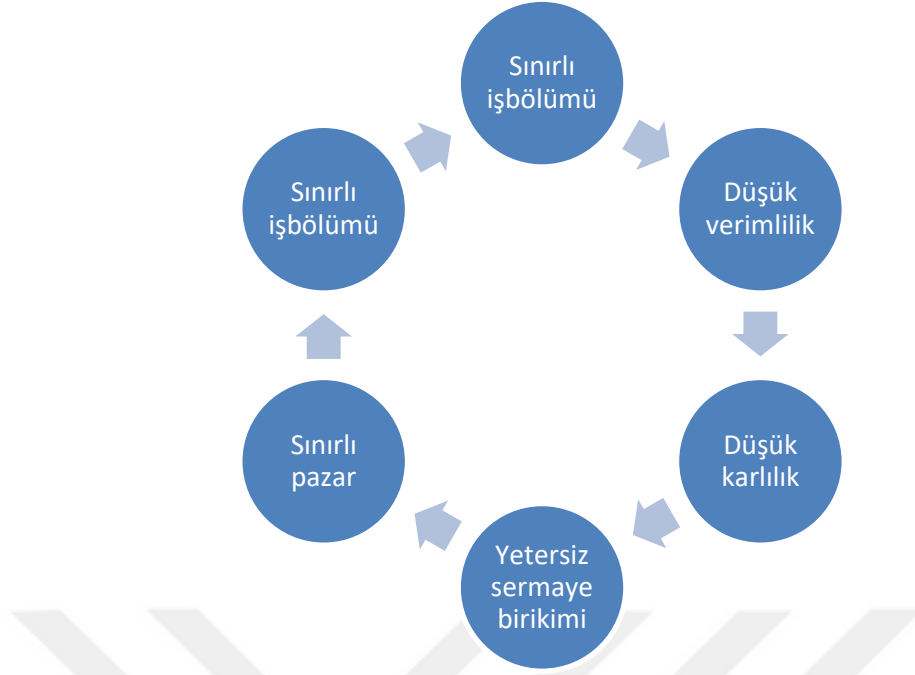 Sınırlı
işbölümü
Düşük
verimlilik
Düşük
karlılık
Yetersiz
sermaye
birikimi
Sınırlı
pazar
Sınırlı
işbölümü